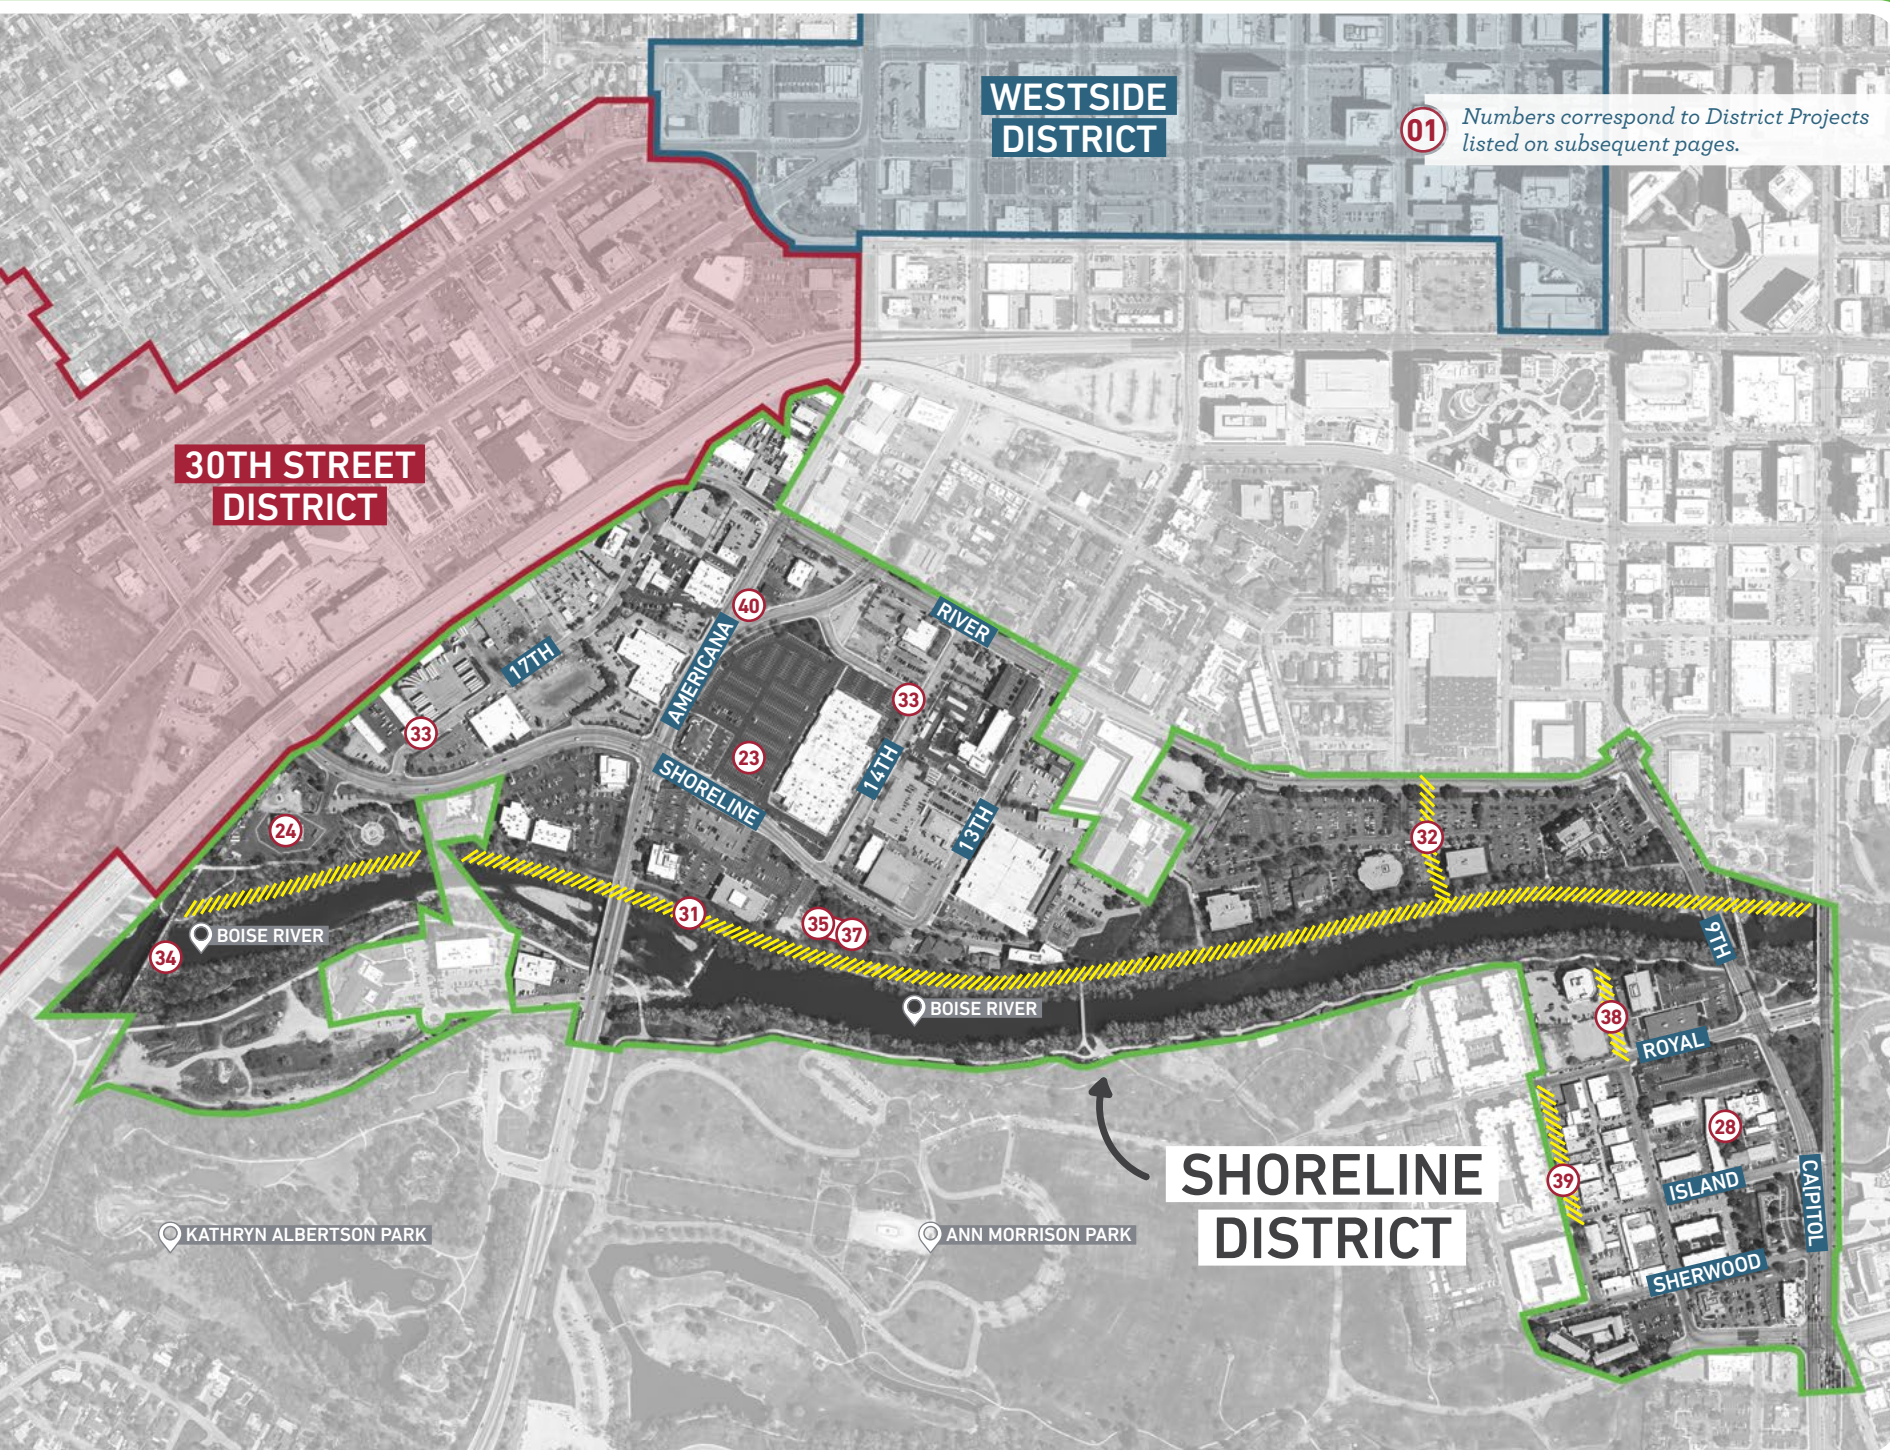 WESTSIDE
DISTRICT
01
Numbers correspond to District Projects
listed on subsequent pages.
30TH STREET
DISTRICT
40
RIVER
17TH
AMERICANA
33
33
23
14TH
SHORELINE
13TH
24
32
31
35
37
BOISE RIVER
34
9TH
BOISE RIVER
38
ROYAL
28
SHORELINE
DISTRICT
39
ISLAND
CA[PITOL
SHERWOOD
KATHRYN ALBERTSON PARK
ANN MORRISON PARK